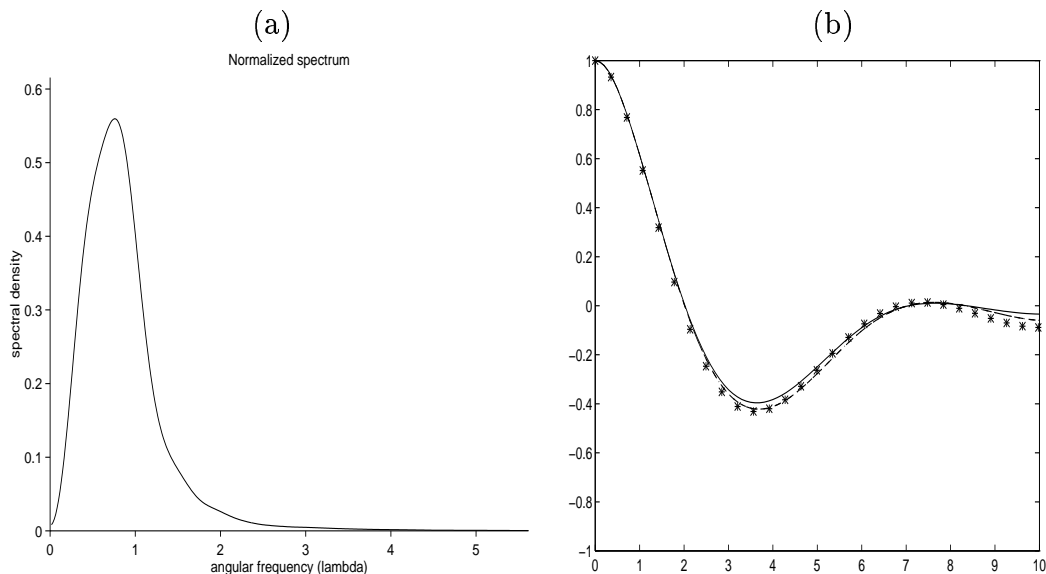 (a)
Normalized spectrum
0.6
0.5
0.4
0.3
0.2
0.1
0
0 1 2 3 4 5
spectral density
angular frequency (lambda)
(b)
1
0.8
0.6
0.4
0.2
0
−0.2
−0.4
−0.6
−0.8
−1
0 1 2 3 4 5 6 7 8 9 10